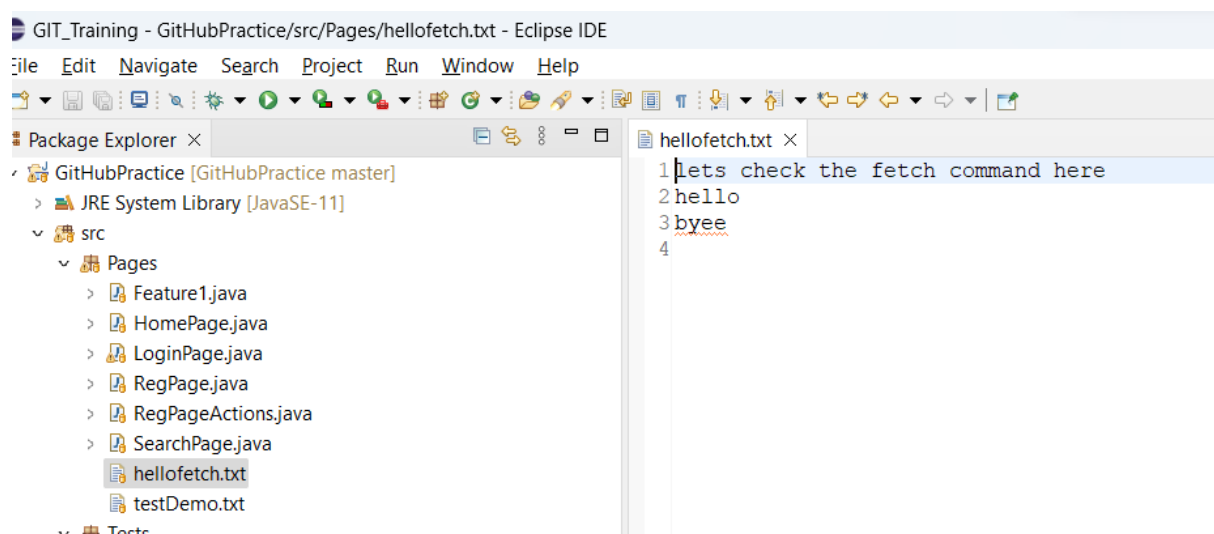 GIT_Training - GitHubPractice/src/Pages/hellofetch.txt - Eclipse IDE
File Edit Navigate Search Project Run Window Help
Package Explorer
GitHubPractice [GitHubPractice master]
JRE System Library [JavaSE-11]
src
Pages
Feature1.java
HomePage.java
LoginPage.java
RegPage.java
RegPageActions.java
SearchPage.java
hellofetch.txt
testDemo.txt
Tests
hellofetch.txt
1 lets check the fetch command here
2 hello
3 byee
4